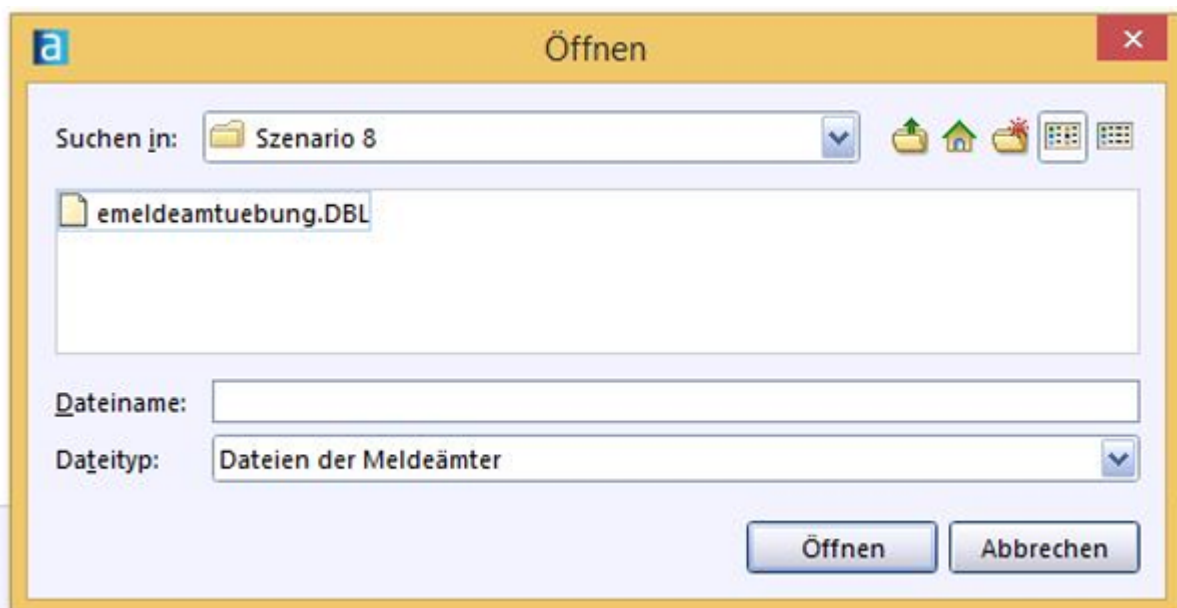 a
Öffnen
Suchen in: Szenario 8
emeldeamtuebung.DBL
Dateiname:
Dateityp: Dateien der Meldeämter
Öffnen Abbrechen